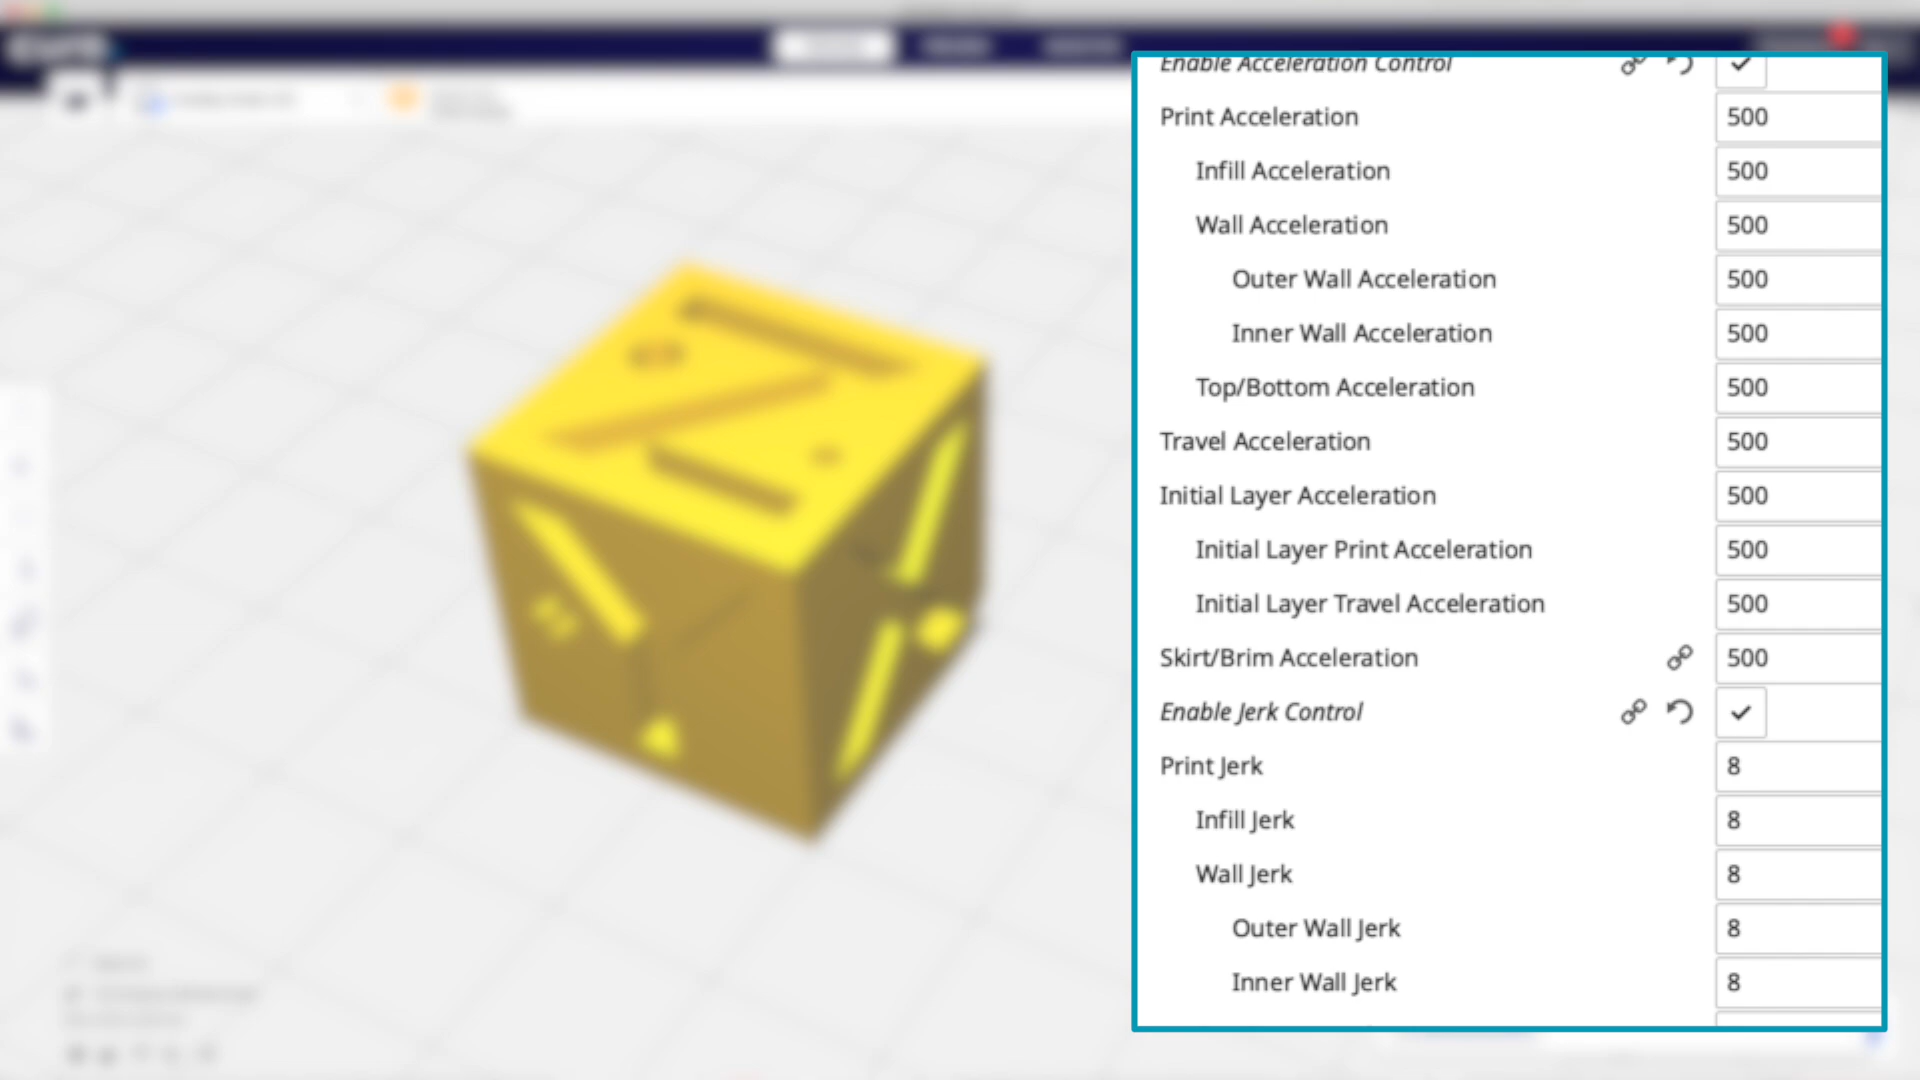 Enable Acceleration Control
Print Acceleration 500
Infill Acceleration 500
Wall Acceleration 500
Outer Wall Acceleration 500
Inner Wall Acceleration 500
Top/Bottom Acceleration 500
Travel Acceleration 500
Initial Layer Acceleration 500
Initial Layer Print Acceleration 500
Initial Layer Travel Acceleration 500
Skirt/Brim Acceleration 500
Enable Jerk Control
Print Jerk 8
Infill Jerk 8
Wall Jerk 8
Outer Wall Jerk 8
Inner Wall Jerk 8